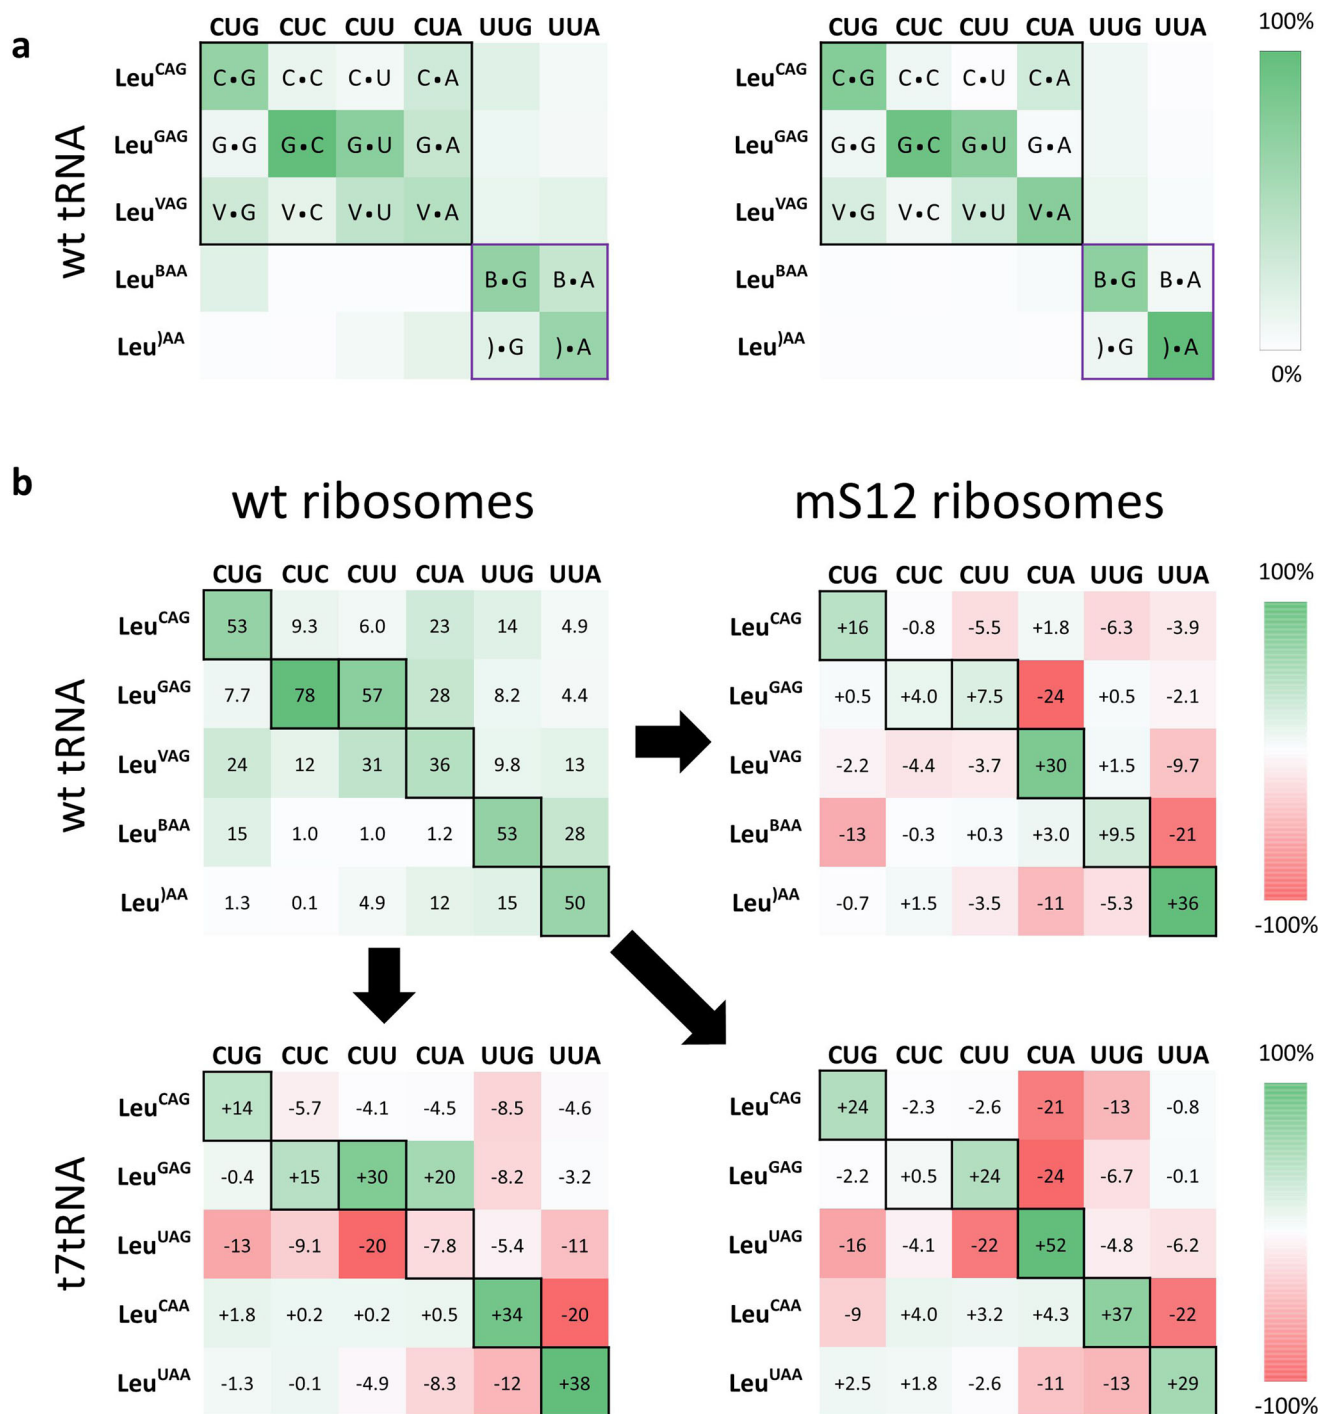 a
CUG CUC CUU CUA UUG UUA
CUG CUC CUU CUA UUG UUA
100%
wt tRNA
Leu^CAG C•G C•C C•U C•A
Leu^GAG G•G G•C G•U G•A
Leu^VAG V•G V•C V•U V•A
Leu^BAA B•G B•A
Leu^)AA )•G )•A
Leu^CAG C•G C•C C•U C•A
Leu^GAG G•G G•C G•U G•A
Leu^VAG V•G V•C V•U V•A
Leu^BAA B•G B•A
Leu^)AA )•G )•A
0%
b
wt ribosomes
mS12 ribosomes
wt tRNA
CUG CUC CUU CUA UUG UUA
Leu^CAG 53 9.3 6.0 23 14 4.9
Leu^GAG 7.7 78 57 28 8.2 4.4
Leu^VAG 24 12 31 36 9.8 13
Leu^BAA 15 1.0 1.0 1.2 53 28
Leu^)AA 1.3 0.1 4.9 12 15 50
CUG CUC CUU CUA UUG UUA
Leu^CAG +16 -0.8 -5.5 +1.8 -6.3 -3.9
Leu^GAG +0.5 +4.0 +7.5 -24 +0.5 -2.1
Leu^VAG -2.2 -4.4 -3.7 +30 +1.5 -9.7
Leu^BAA -13 -0.3 +0.3 +3.0 +9.5 -21
Leu^)AA -0.7 +1.5 -3.5 -11 -5.3 +36
100%
-100%
t7tRNA
CUG CUC CUU CUA UUG UUA
Leu^CAG +14 -5.7 -4.1 -4.5 -8.5 -4.6
Leu^GAG -0.4 +15 +30 +20 -8.2 -3.2
Leu^UAG -13 -9.1 -20 -7.8 -5.4 -11
Leu^CAA +1.8 +0.2 +0.2 +0.5 +34 -20
Leu^UAA -1.3 -0.1 -4.9 -8.3 -12 +38
CUG CUC CUU CUA UUG UUA
Leu^CAG +24 -2.3 -2.6 -21 -13 -0.8
Leu^GAG -2.2 +0.5 +24 -24 -6.7 -0.1
Leu^UAG -16 -4.1 -22 +52 -4.8 -6.2
Leu^CAA -9 +4.0 +3.2 +4.3 +37 -22
Leu^UAA +2.5 +1.8 -2.6 -11 -13 +29
100%
-100%